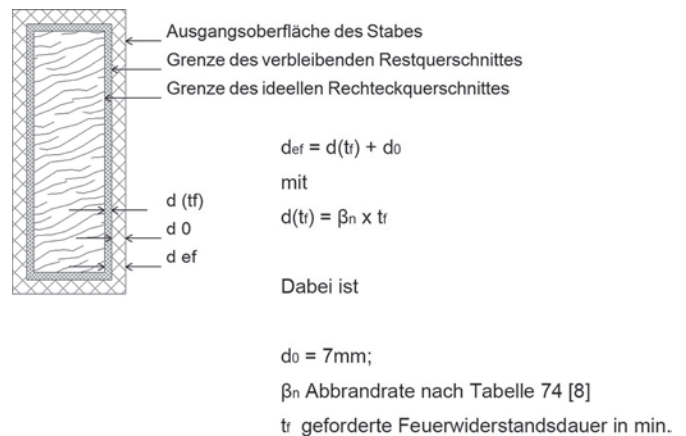 Ausgangsoberfläche des Stabes
Grenze des verbleibenden Restquerschnittes
Grenze des ideellen Rechteckquerschnittes
d (tf)
d 0
d ef
def = d(tf) + d0
mit
d(tf) = βn x tf
Dabei ist
d0 = 7mm;
βn Abbrandrate nach Tabelle 74 [8]
tf geforderte Feuerwiderstandsdauer in min.